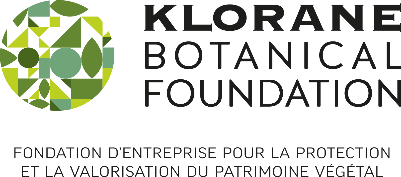 KLORANE
BOTANICAL
FOUNDATION
FONDATION D'ENTREPRISE POUR LA PROTECTION
ET LA VALORISATION DU PATRIMOINE VÉGÉTAL